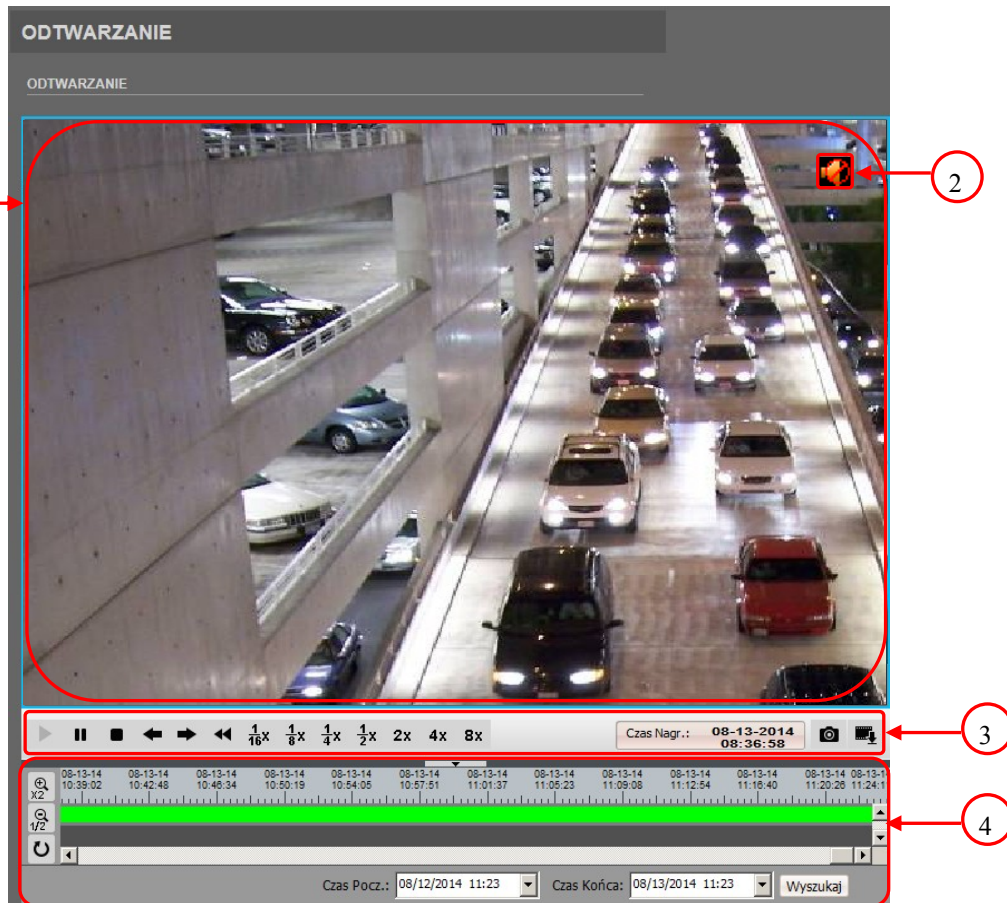 ODTWARZANIE
ODTWARZANIE
2
1/16x 1/8x 1/4x 1/2x 2x 4x 8x
Czas Nagr.: 08-13-2014 08:36:58
3
X2
08-13-14 08-13-14 08-13-14 08-13-14 08-13-14 08-13-14 08-13-14 08-13-14 08-13-14 08-13-14 08-13-14 08-13-14
10:39:02 10:42:48 10:46:34 10:50:19 10:54:05 10:57:51 11:01:37 11:05:23 11:09:08 11:12:54 11:16:40 11:20:26
1/2
4
Czas Pocz.: 08/12/2014 11:23 Czas Końca: 08/13/2014 11:23 Wyszukaj